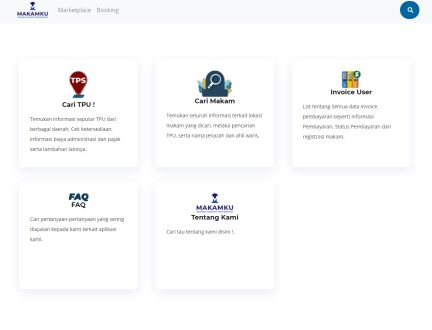 MAKAMKU
Marketplace
Booking
TPS
Cari TPU !
Temukan informasi seputar TPU dari
berbagai daerah. Cek ketersediaan,
informasi biaya administrasi dan pajak
serta tambahan lainnya.
Cari Makam
Temukan seluruh informasi terkait lokasi
makam yang dicari, melalui pencarian
TPU, serta nama jenazah dan ahli waris.
Invoice User
List tentang Semua data invoice
pembayaran seperti Informasi
Pembayaran, Status Pembayaran dari
registrasi makam.
FAQ
FAQ
Cari pertanyaan-pertanyaan yang sering
diajukan kepada kami terkait aplikasi
kami.
MAKAMKU
Tentang Kami
Cari tau tentang kami disini !.